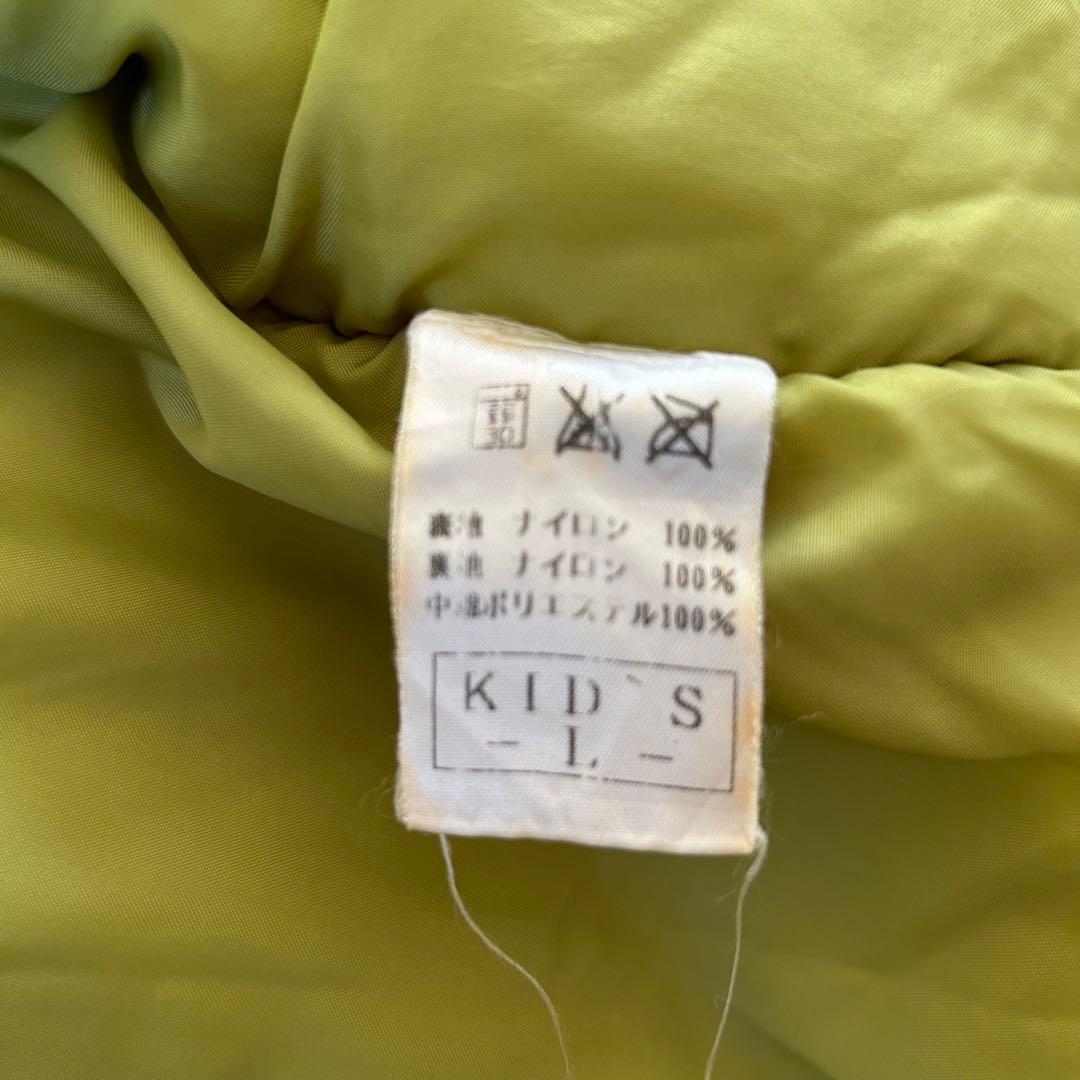 30
表地 ナイロン 100%
裏地 ナイロン 100%
中綿ポリエステル100%
KID`S
- L -